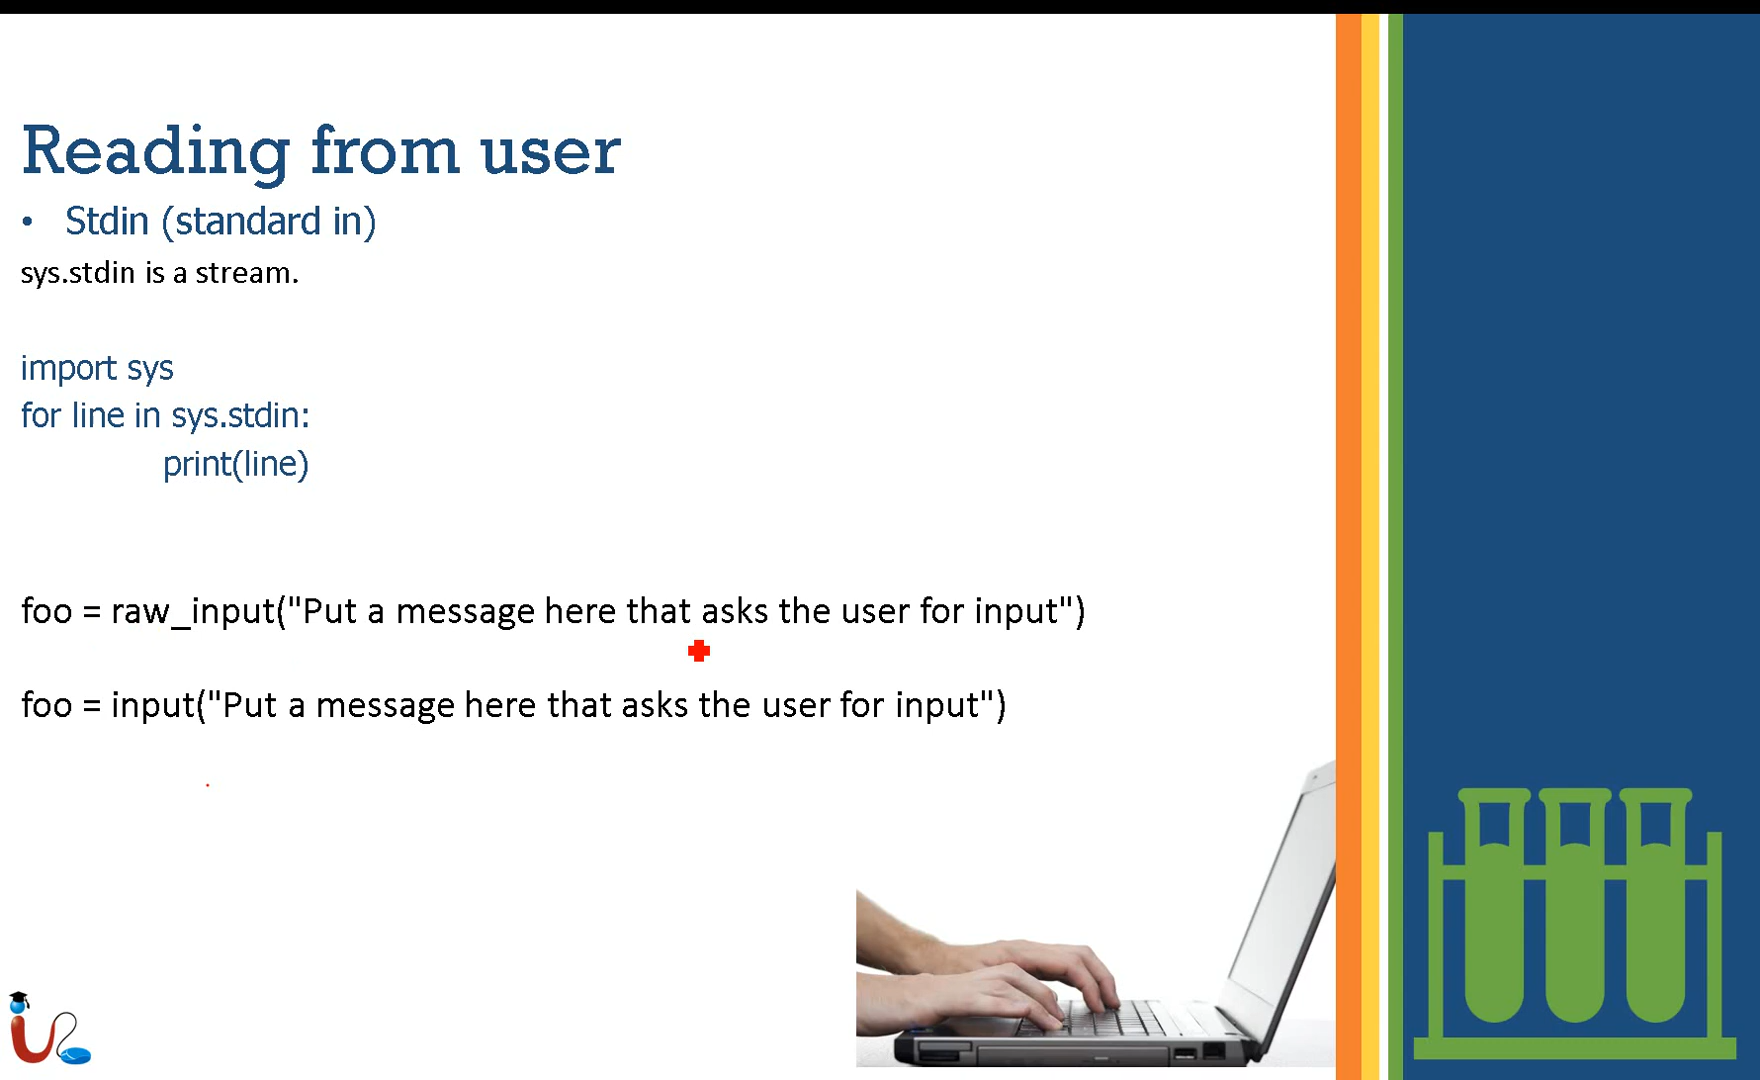 Reading from user
• Stdin (standard in)
sys.stdin is a stream.
import sys
for line in sys.stdin:
print(line)
foo = raw_input("Put a message here that asks the user for input")
foo = input("Put a message here that asks the user for input")